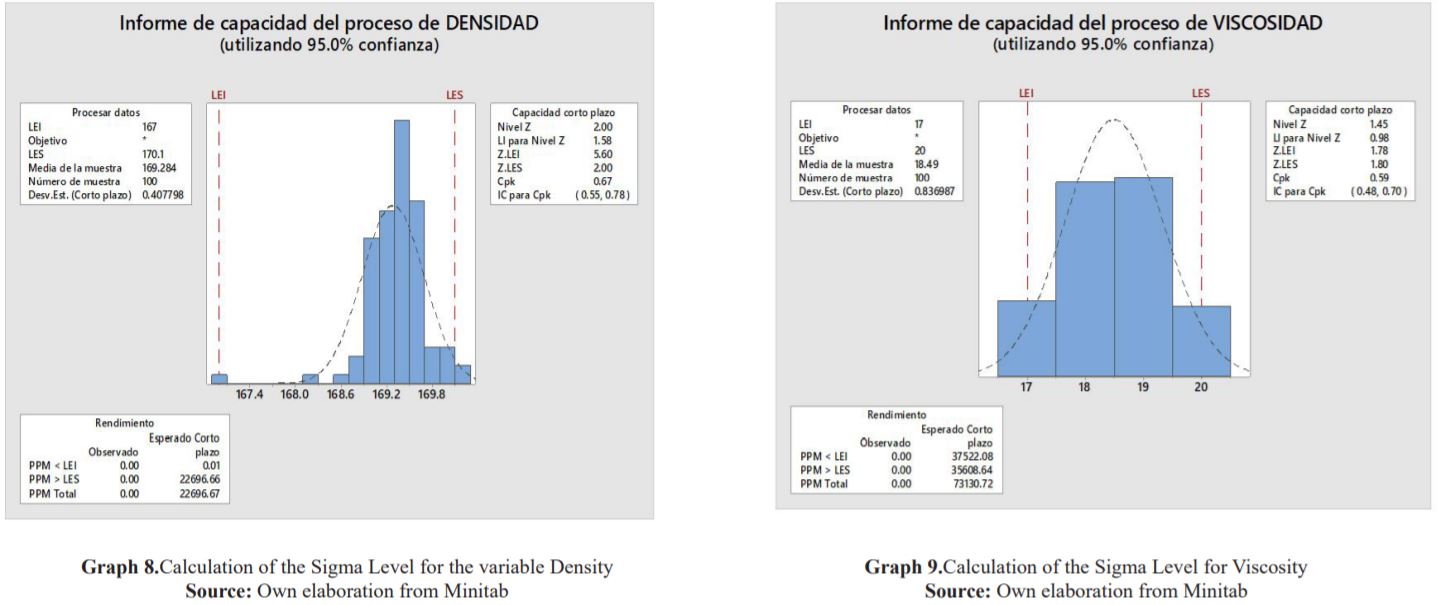 Informe de capacidad del proceso de DENSIDAD
(utilizando 95.0% confianza)
LEI
LES
Procesar datos
LEI 167
Objetivo *
LES 170.1
Media de la muestra 169.284
Número de muestra 100
Desv.Est. (Corto plazo) 0.407798
Capacidad corto plazo
Nivel Z 2.00
LI para Nivel Z 1.58
Z.LEI 5.60
Z.LES 2.00
Cpk 0.67
IC para Cpk (0.55, 0.78)
167.4 168.0 168.6 169.2 169.8
Rendimiento
Esperado Corto
Observado plazo
PPM < LEI 0.00 0.01
PPM > LES 0.00 22696.66
PPM Total 0.00 22696.67
Graph 8.Calculation of the Sigma Level for the variable Density
Source: Own elaboration from Minitab
Informe de capacidad del proceso de VISCOSIDAD
(utilizando 95.0% confianza)
LEI
LES
Procesar datos
LEI 17
Objetivo *
LES 20
Media de la muestra 18.49
Número de muestra 100
Desv.Est. (Corto plazo) 0.836987
Capacidad corto plazo
Nivel Z 1.45
LI para Nivel Z 0.98
Z.LEI 1.78
Z.LES 1.80
Cpk 0.59
IC para Cpk (0.48, 0.70)
17 18 19 20
Rendimiento
Esperado Corto
Observado plazo
PPM < LEI 0.00 37522.08
PPM > LES 0.00 35608.64
PPM Total 0.00 73130.72
Graph 9.Calculation of the Sigma Level for Viscosity
Source: Own elaboration from Minitab